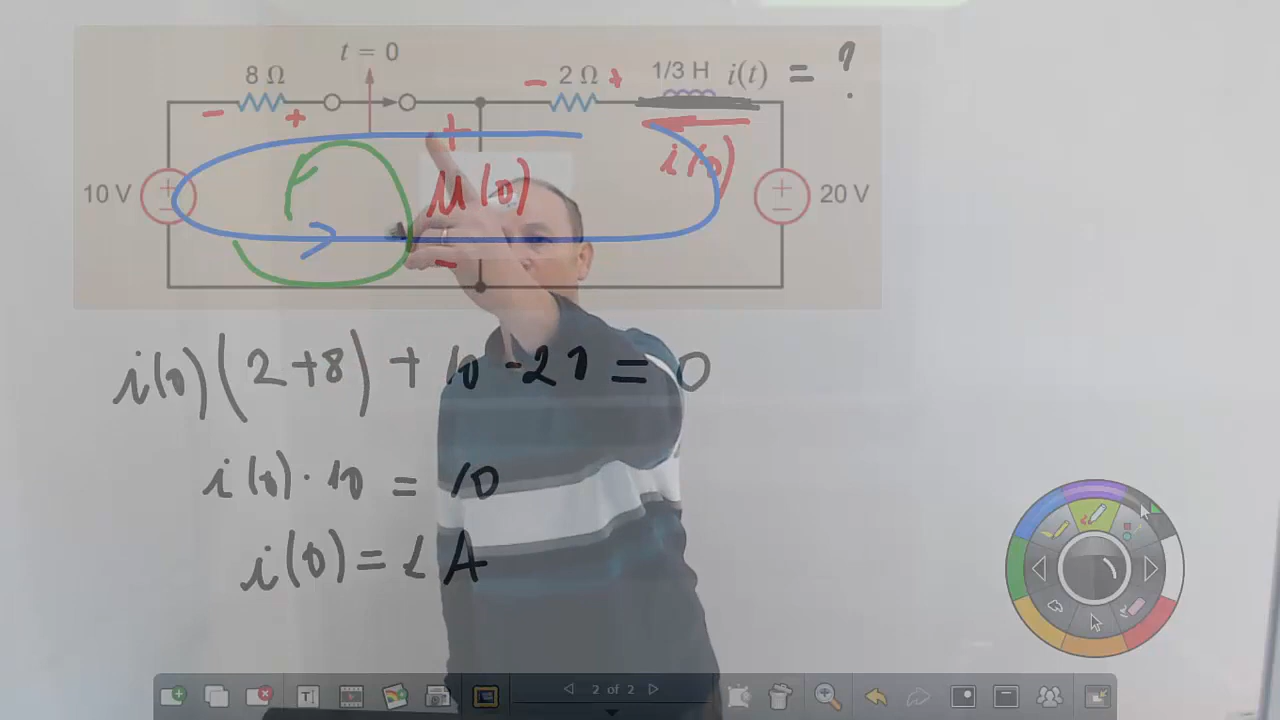 t = 0
8 Ω
2 Ω
1/3 H
i(t) = ?
- + + - +
i(0)
10 V
+
-
μ(0)
+
-
20 V
-
i(0)(2+8) + 10 - 20 = 0
i(0) · 10 = 10
i(0) = 1 A
T
2 of 2